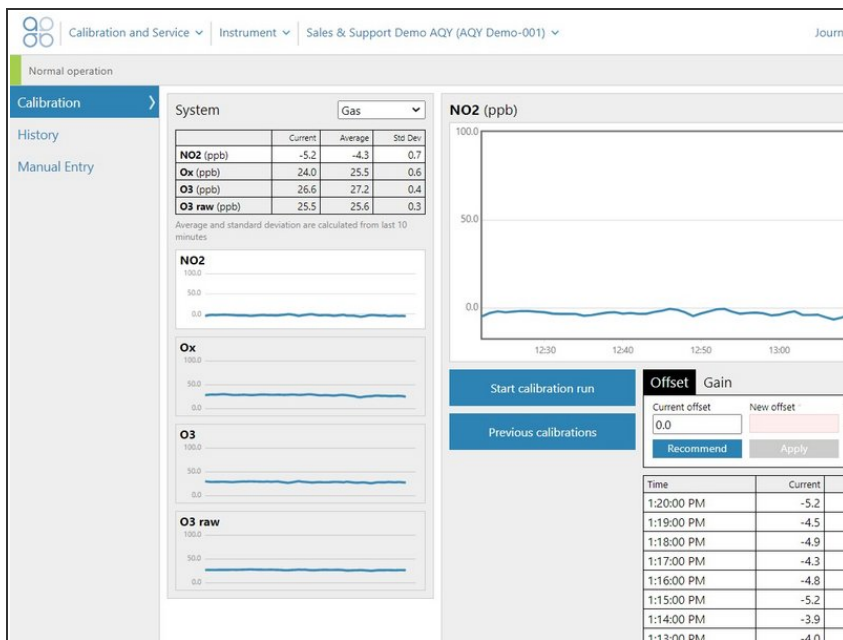 Calibration and Service
Instrument
Sales & Support Demo AQY (AQY Demo-001)
Journ
Normal operation
Calibration
History
Manual Entry
System
Gas
Current Average Std Dev
NO2 (ppb) -5.2 -4.3 0.7
Ox (ppb) 24.0 25.5 0.6
O3 (ppb) 26.6 27.2 0.4
O3 raw (ppb) 25.5 25.6 0.3
Average and standard deviation are calculated from last 10
minutes
NO2
100.0
50.0
0.0
Ox
100.0
50.0
0.0
O3
100.0
50.0
0.0
O3 raw
100.0
50.0
0.0
NO2 (ppb)
100.0
50.0
0.0
12:30 12:40 12:50 13:00
Start calibration run
Previous calibrations
Offset Gain
Current offset New offset
0.0
Recommend Apply
Time Current
1:20:00 PM -5.2
1:19:00 PM -4.5
1:18:00 PM -4.9
1:17:00 PM -4.3
1:16:00 PM -4.8
1:15:00 PM -5.2
1:14:00 PM -3.9
1:13:00 PM -4.0